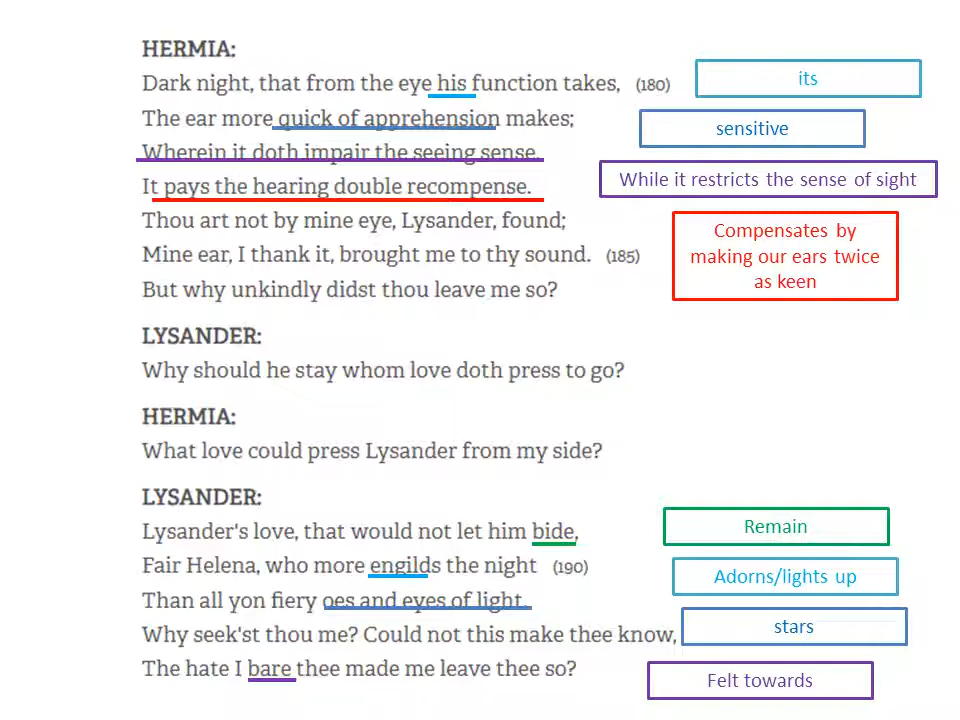 HERMIA:
Dark night, that from the eye his function takes, (180)
its
The ear more quick of apprehension makes;
sensitive
Wherein it doth impair the seeing sense.
It pays the hearing double recompense.
While it restricts the sense of sight
Thou art not by mine eye, Lysander, found;
Mine ear, I thank it, brought me to thy sound. (185)
But why unkindly didst thou leave me so?
Compensates by
making our ears twice
as keen
LYSANDER:
Why should he stay whom love doth press to go?
HERMIA:
What love could press Lysander from my side?
LYSANDER:
Lysander's love, that would not let him bide,
Remain
Fair Helena, who more engilds the night (190)
Adorns/lights up
Than all yon fiery oes and eyes of light.
stars
Why seek'st thou me? Could not this make thee know,
The hate I bare thee made me leave thee so?
Felt towards